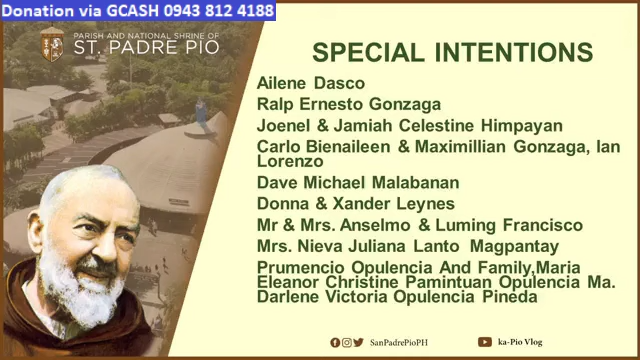 Donation via GCASH 0943 812 4188
PARISH AND NATIONAL SHRINE OF
ST. PADRE PIO
SPECIAL INTENTIONS
Ailene Dasco
Ralp Ernesto Gonzaga
Joenel & Jamiah Celestine Himpayan
Carlo Bienaileen & Maximillian Gonzaga, Ian
Lorenzo
Dave Michael Malabanan
Donna & Xander Leynes
Mr & Mrs. Anselmo & Luming Francisco
Mrs. Nieva Juliana Lanto Magpantay
Prumencio Opulencia And Family,Maria
Eleanor Christine Pamintuan Opulencia Ma.
Darlene Victoria Opulencia Pineda
SanPadrePioPH
ka-Pio Vlog